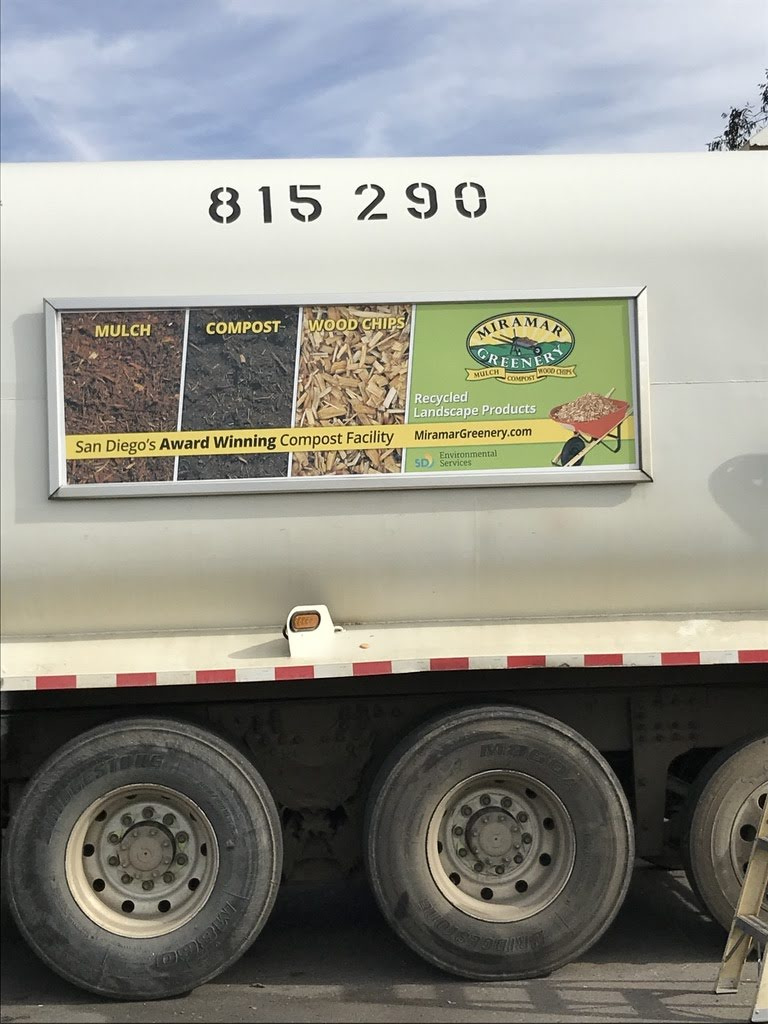 815 290
MULCH
COMPOST
WOOD CHIPS
MIRAMAR
GREENERY
MULCH COMPOST WOOD CHIPS
Recycled
Landscape Products
San Diego's Award Winning Compost Facility
MiramarGreenery.com
SD Environmental
Services